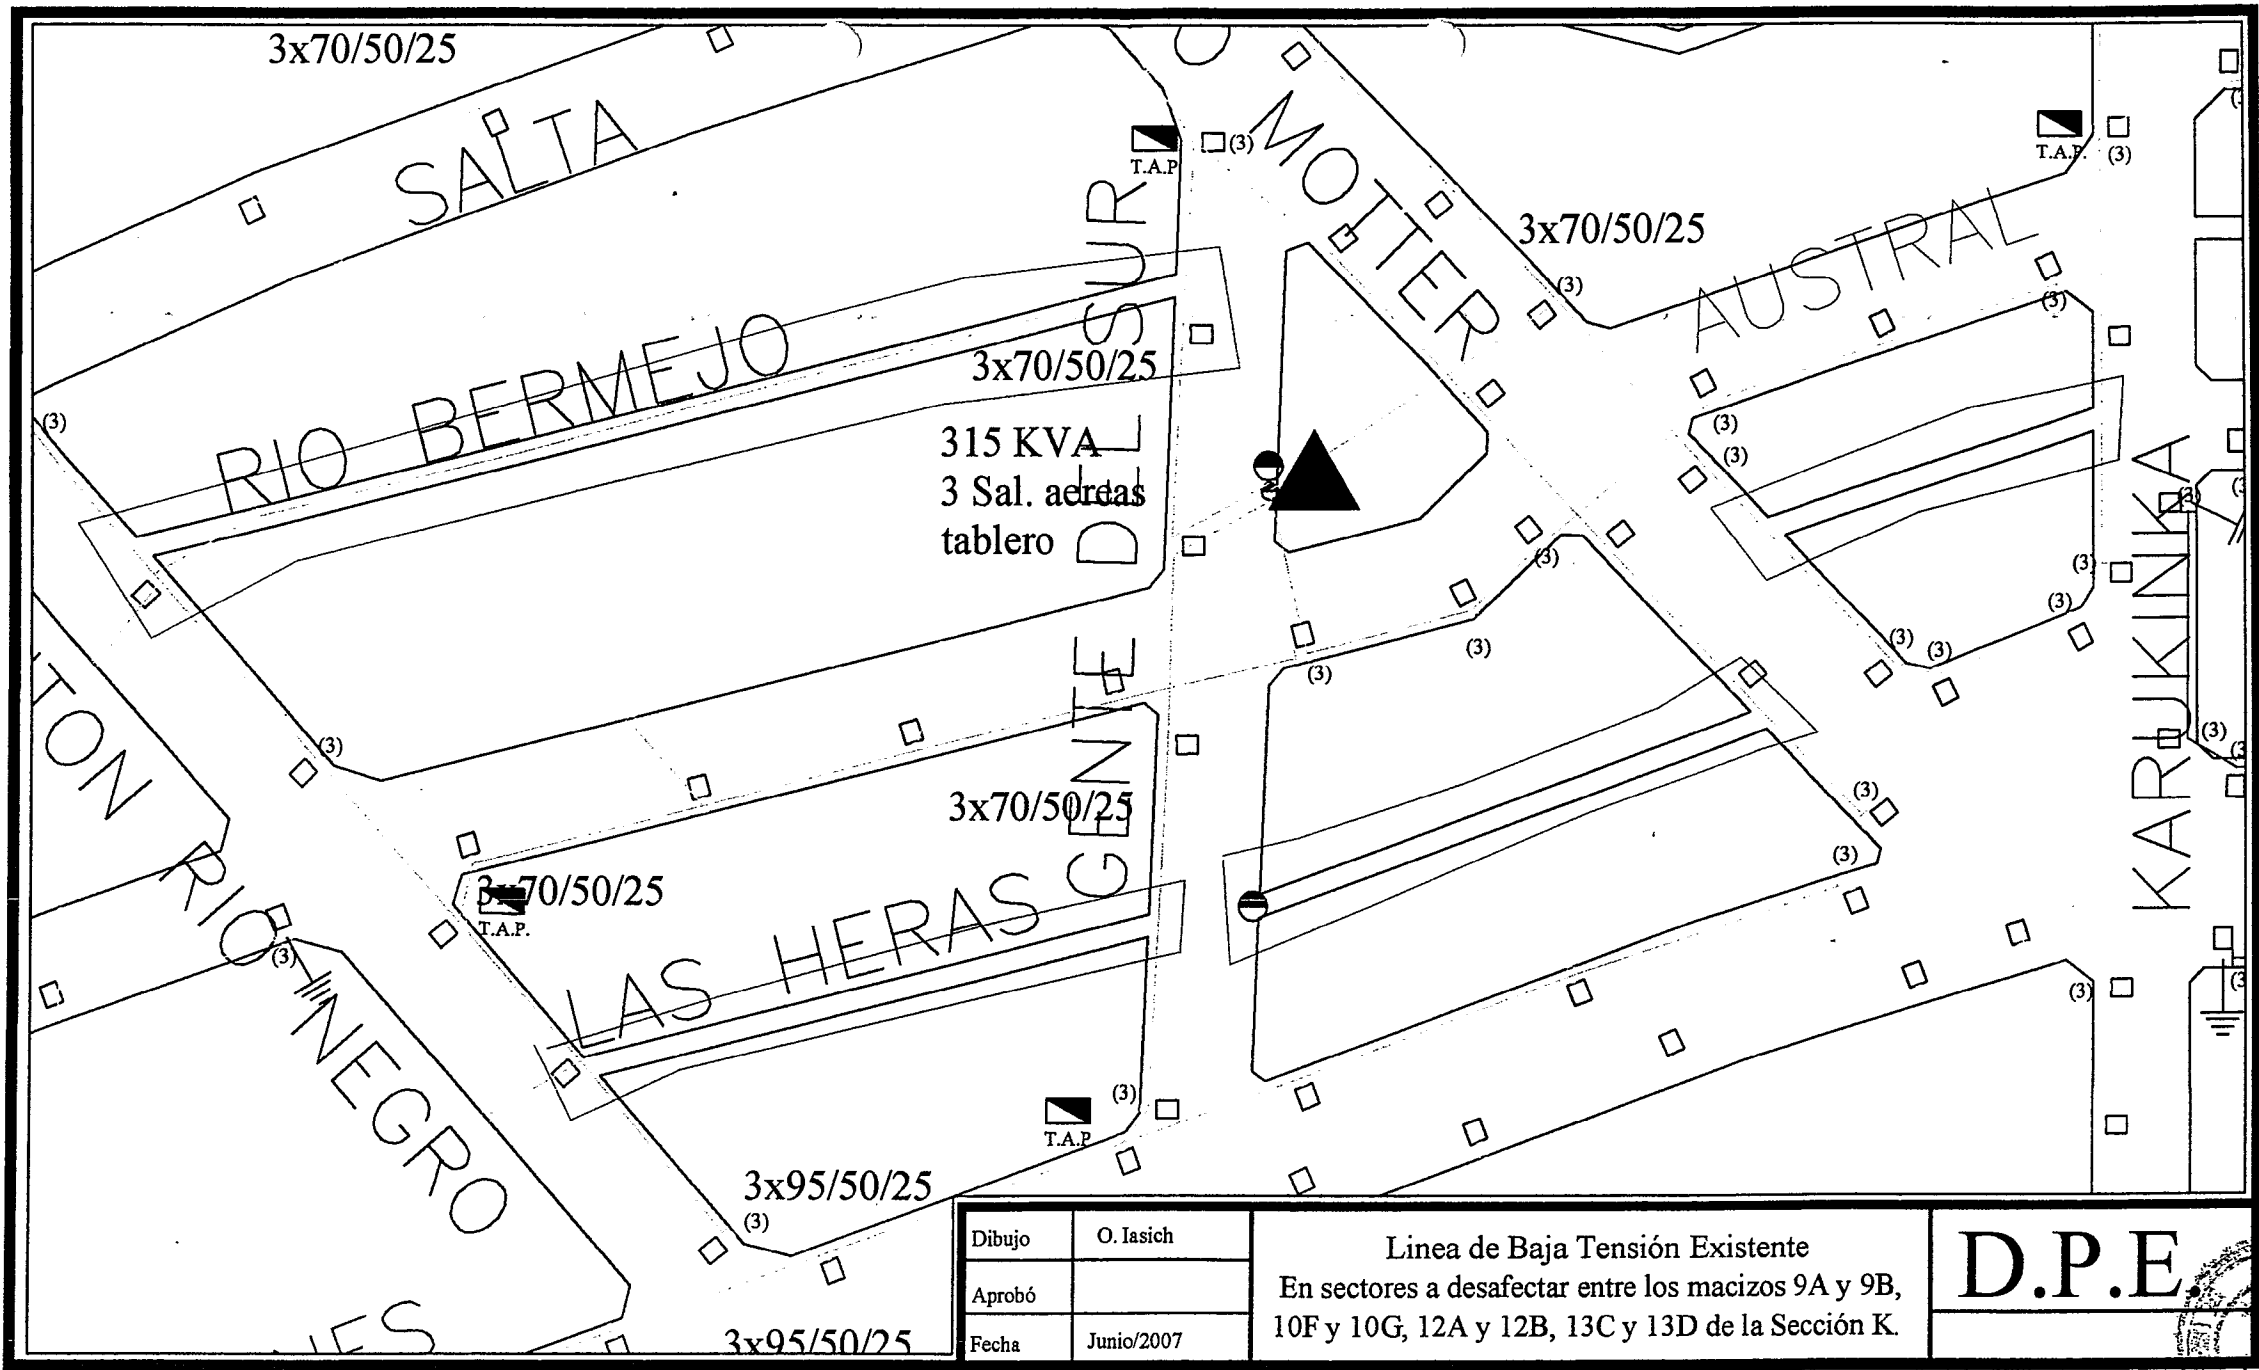 3x70/50/25
SALTA
T.A.P
(3)
MOTTER
T.A.P.
(3)
3x70/50/25
AUSTRAL
(3)
(3)
RIO BERMEJO
3x70/50/25
DEL SUR
(3)
(3)
(3)
315 KVA
3 Sal. aereas
tablero
(3)
(3)
(3)
(3)
(3)
(3)
(3)
(3)
(3)
KARUKINKA
(3)
(3)
3x70/50/25
(3)
(3)
3x70/50/25
T.A.P.
GENTE
LAS HERAS
RIO NEGRO
(3)
(3)
(3)
T.A.P
3x95/50/25
(3)
3x95/50/25
Dibujo
O. Iasich
Aprobó
Fecha
Junio/2007
Linea de Baja Tensión Existente
En sectores a desafectar entre los macizos 9A y 9B,
10F y 10G, 12A y 12B, 13C y 13D de la Sección K.
D.P.E.